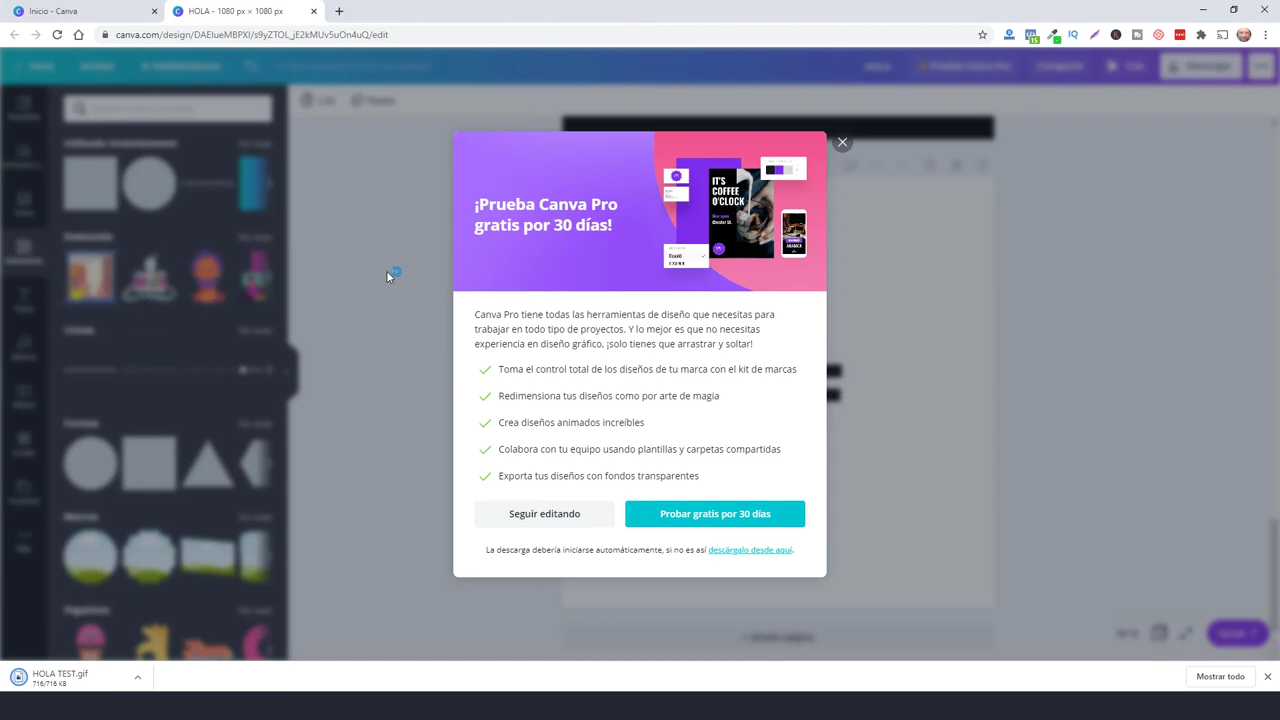 Inicio - Canva
HOLA - 1080 px × 1080 px
canva.com/design/DAElueMBPXI/s9yZTOL_jE2kMUv5uOn4uQ/edit
¡Prueba Canva Pro
gratis por 30 días!
IT'S
COFFEE
O'CLOCK
Canva Pro tiene todas las herramientas de diseño que necesitas para
trabajar en todo tipo de proyectos. Y lo mejor es que no necesitas
experiencia en diseño gráfico, ¡solo tienes que arrastrar y soltar!
Toma el control total de los diseños de tu marca con el kit de marcas
Redimensiona tus diseños como por arte de magia
Crea diseños animados increíbles
Colabora con tu equipo usando plantillas y carpetas compartidas
Exporta tus diseños con fondos transparentes
Seguir editando
Probar gratis por 30 días
La descarga debería iniciarse automáticamente, si no es así descárgalo desde aquí.
HOLA TEST.gif
716/716 KB
Mostrar todo